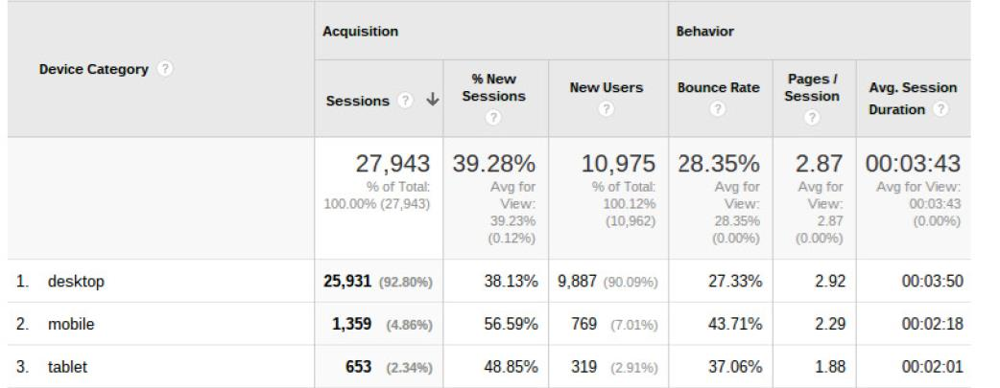 Acquisition
Behavior
Device Category ?
Sessions ? ↓
% New
Sessions
?
New Users
?
Bounce Rate
?
Pages /
Session
?
Avg. Session
Duration ?
27,943
% of Total:
100.00% (27,943)
39.28%
Avg for
View:
39.23%
(0.12%)
10,975
% of Total:
100.12%
(10,962)
28.35%
Avg for
View:
28.35%
(0.00%)
2.87
Avg for
View:
2.87
(0.00%)
00:03:43
Avg for View:
00:03:43
(0.00%)
1. desktop 25,931 (92.80%) 38.13% 9,887 (90.09%) 27.33% 2.92 00:03:50
2. mobile 1,359 (4.86%) 56.59% 769 (7.01%) 43.71% 2.29 00:02:18
3. tablet 653 (2.34%) 48.85% 319 (2.91%) 37.06% 1.88 00:02:01